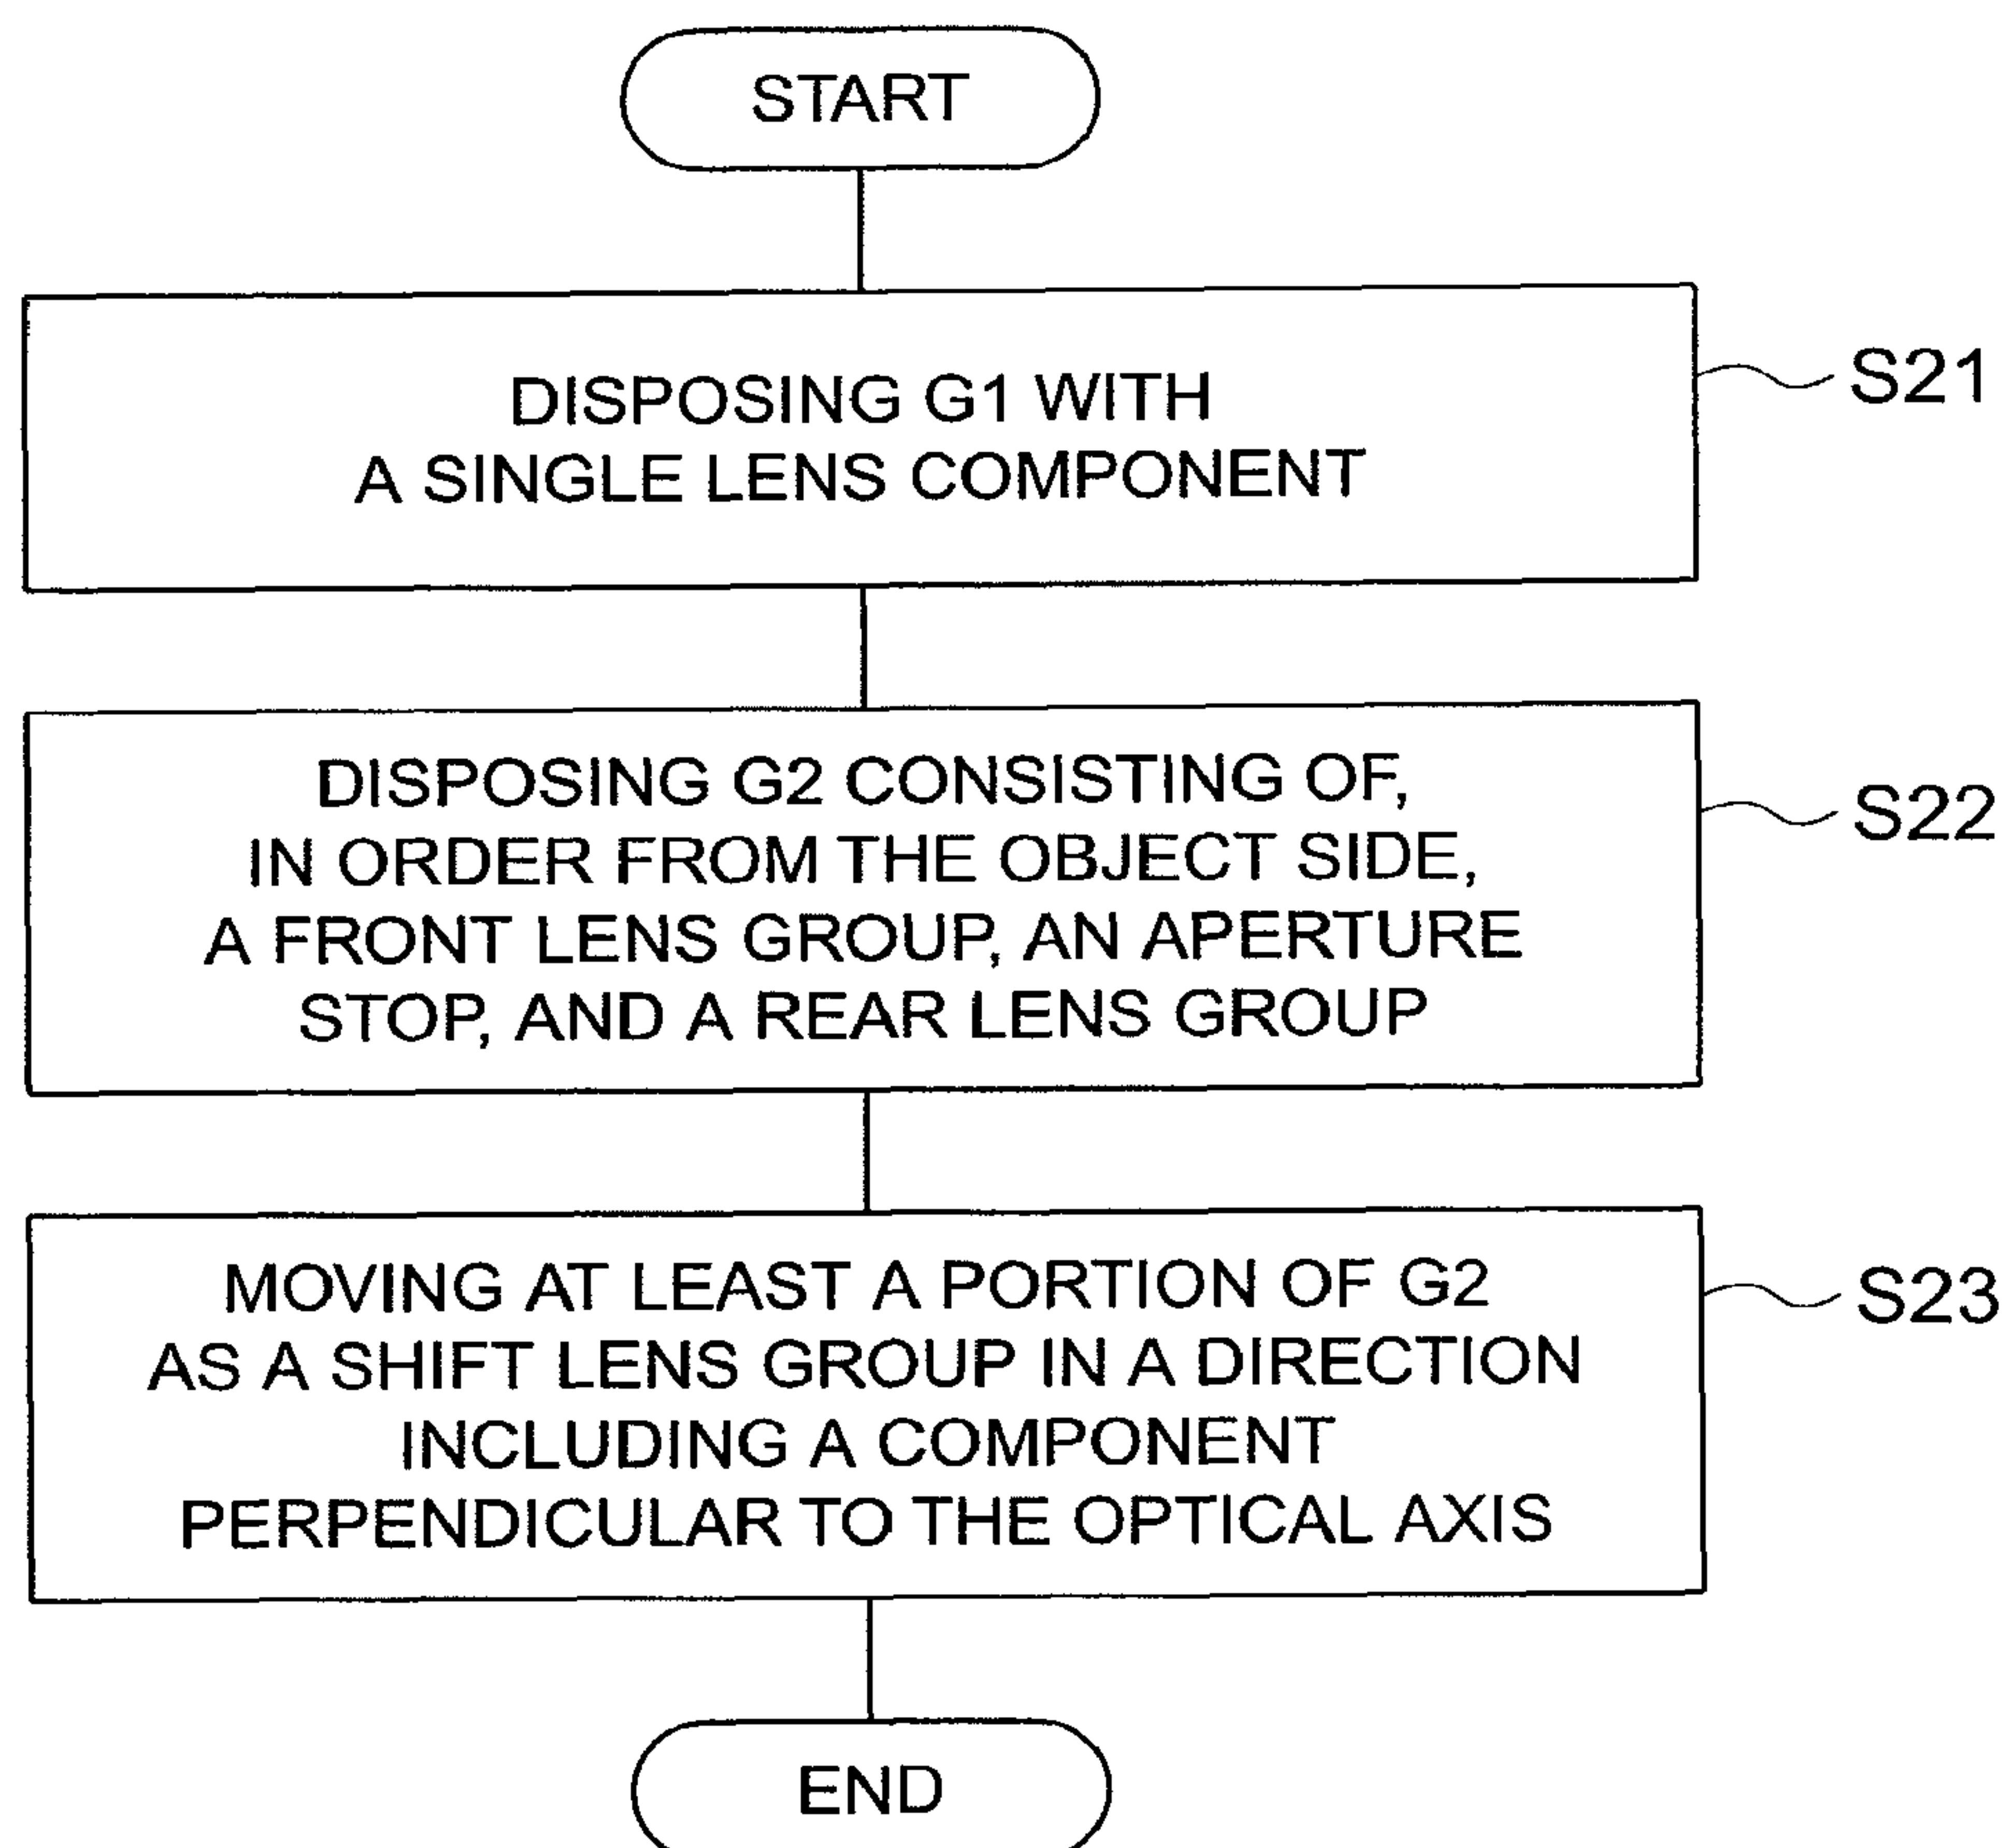 START
DISPOSING G1 WITH
A SINGLE LENS COMPONENT
S21
DISPOSING G2 CONSISTING OF,
IN ORDER FROM THE OBJECT SIDE,
A FRONT LENS GROUP, AN APERTURE
STOP, AND A REAR LENS GROUP
S22
MOVING AT LEAST A PORTION OF G2
AS A SHIFT LENS GROUP IN A DIRECTION
INCLUDING A COMPONENT
PERPENDICULAR TO THE OPTICAL AXIS
S23
END